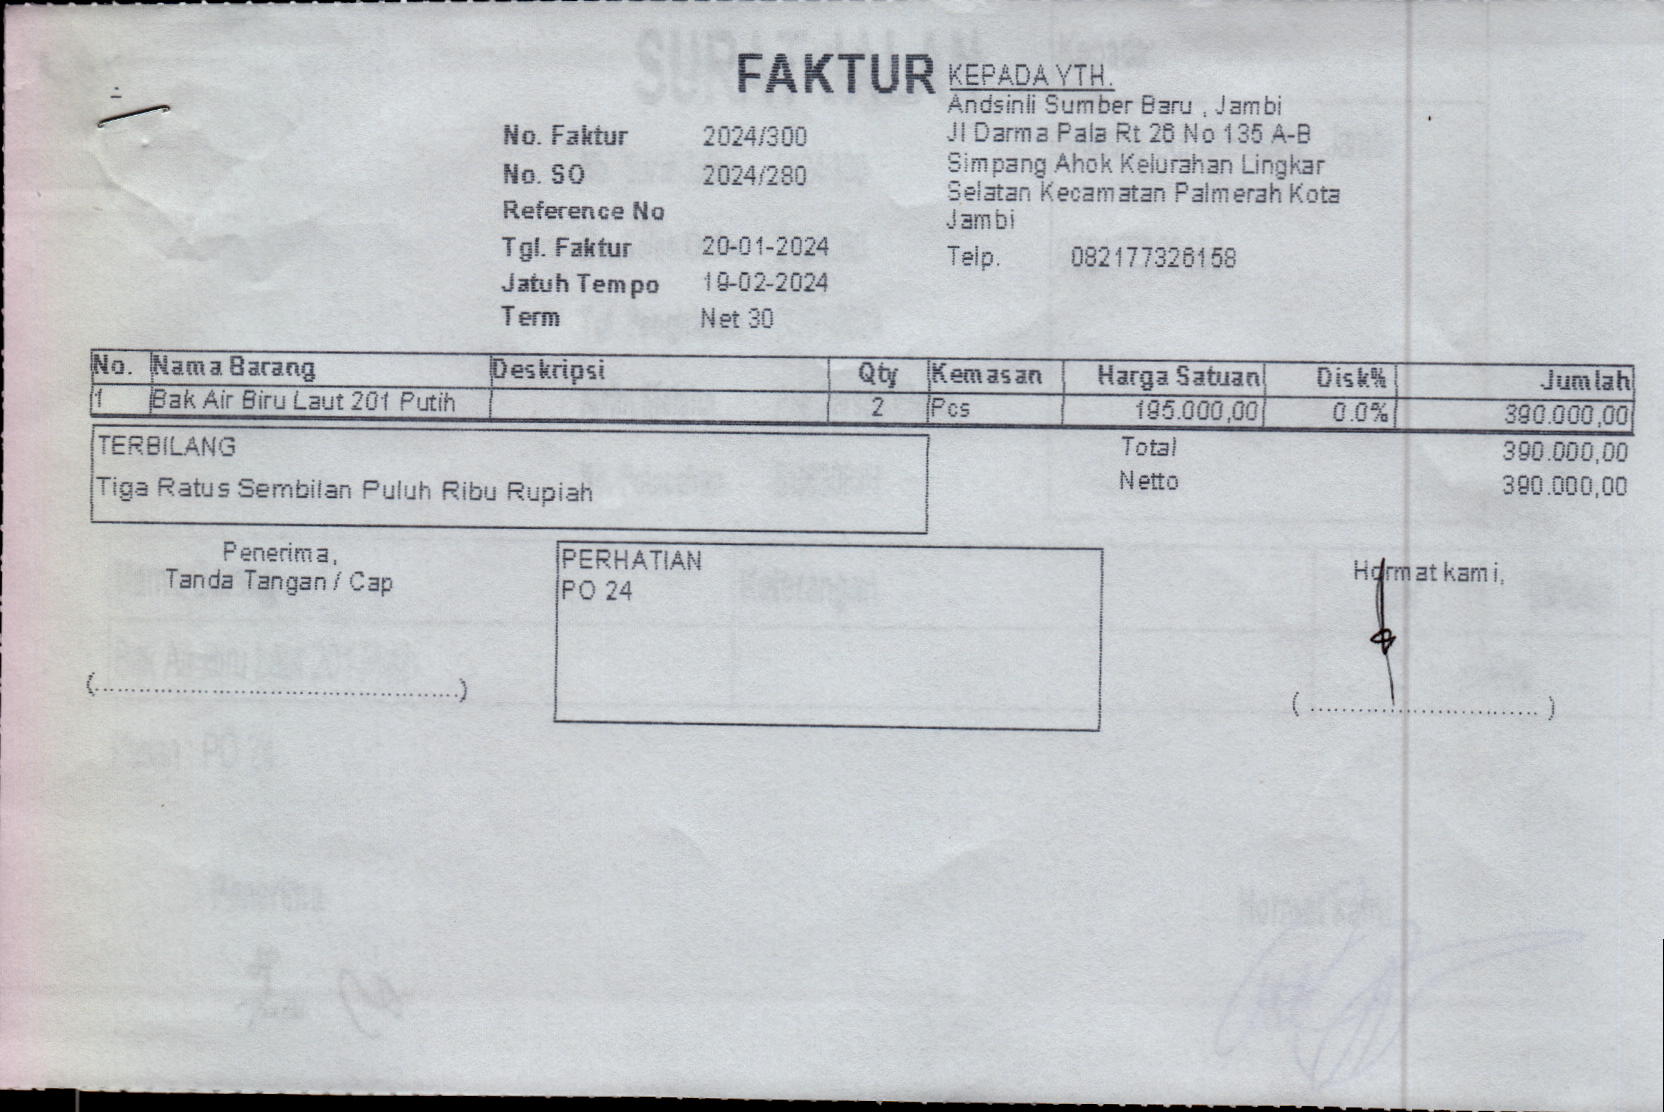 FAKTUR
No. Faktur 2024/300
No. SO 2024/280
Reference No
Tgl. Faktur 20-01-2024
Jatuh Tempo 19-02-2024
Term Net 30
KEPADA YTH.
Andsinli Sumber Baru , Jambi
Jl Darma Pala Rt 26 No 135 A-B
Simpang Ahok Kelurahan Lingkar
Selatan Kecamatan Palmerah Kota
Jambi
Telp. 082177326158
No. Nama Barang Deskripsi Qty Kemasan Harga Satuan Disk% Jumlah
1 Bak Air Biru Laut 201 Putih 2 Pcs 195.000,00 0.0% 390.000,00
Total 390.000,00
Netto 390.000,00
TERBILANG
Tiga Ratus Sembilan Puluh Ribu Rupiah
Penerima,
Tanda Tangan / Cap
(..................................................)
PERHATIAN
PO 24
Hormat kami,
( ................................ )